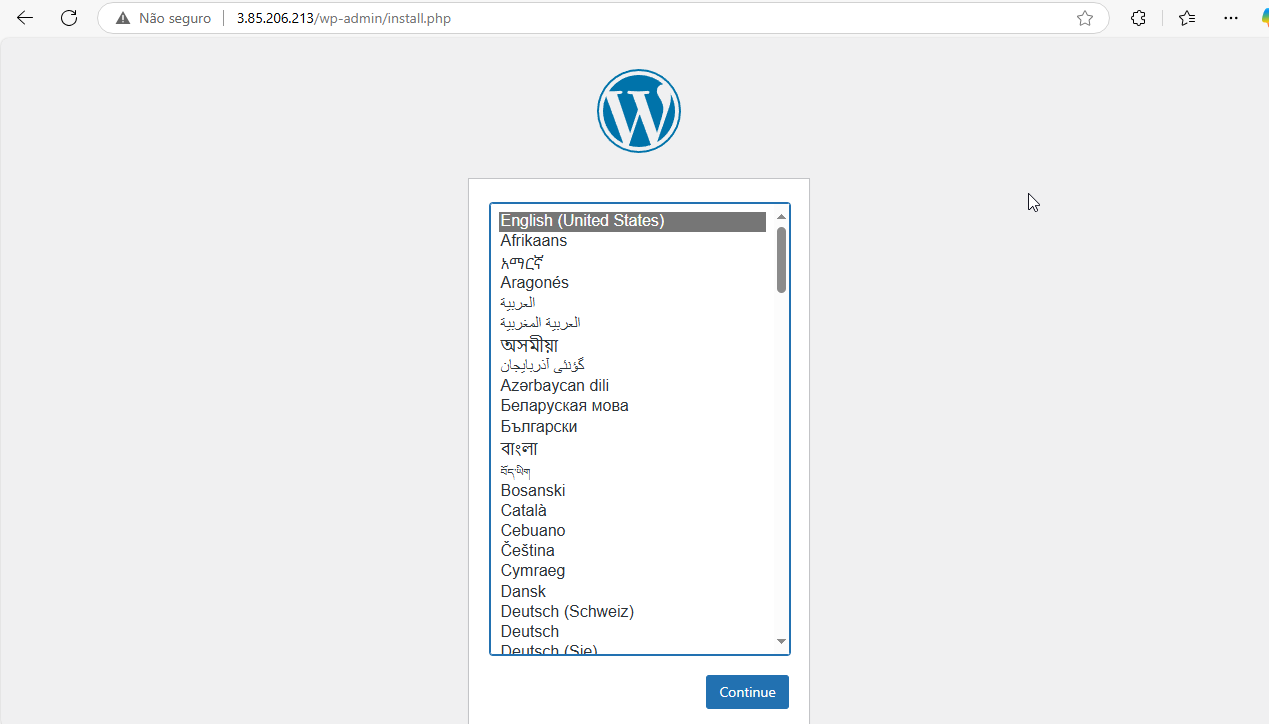 Não seguro
3.85.206.213/wp-admin/install.php
English (United States)
Afrikaans
አማርኛ
Aragonés
العربية
العربية المغربية
অসমীয়া
گؤنئی آذربایجان
Azərbaycan dili
Беларуская мова
Български
বাংলা
བོད་ཡིག
Bosanski
Català
Cebuano
Čeština
Cymraeg
Dansk
Deutsch (Schweiz)
Deutsch
Deutsch (Sie)
Continue